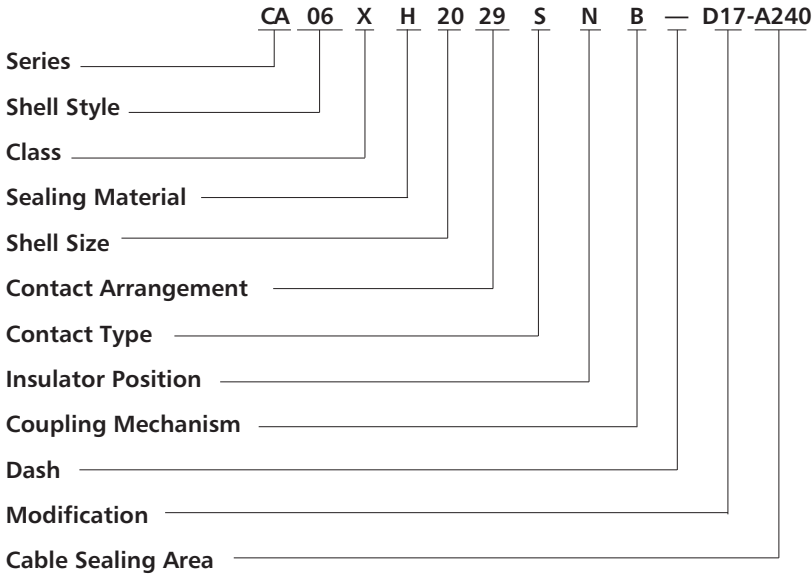 CA 06 X H 20 29 S N B — D17-A240
Series
Shell Style
Class
Sealing Material
Shell Size
Contact Arrangement
Contact Type
Insulator Position
Coupling Mechanism
Dash
Modification
Cable Sealing Area